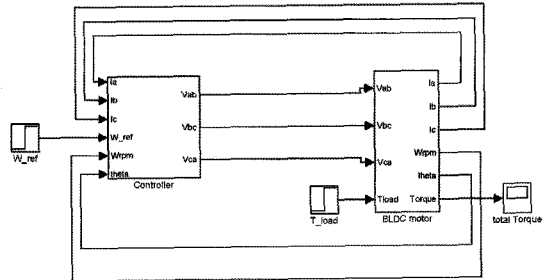 Ia
Ib
Ic
W_ref
Wrpm
theta
Vab
Vbc
Vca
Controller
W_ref
Vab
Vbc
Vca
Tload
Ia
Ib
Ic
Wrpm
theta
Torque
BLDC motor
T_load
total Torque